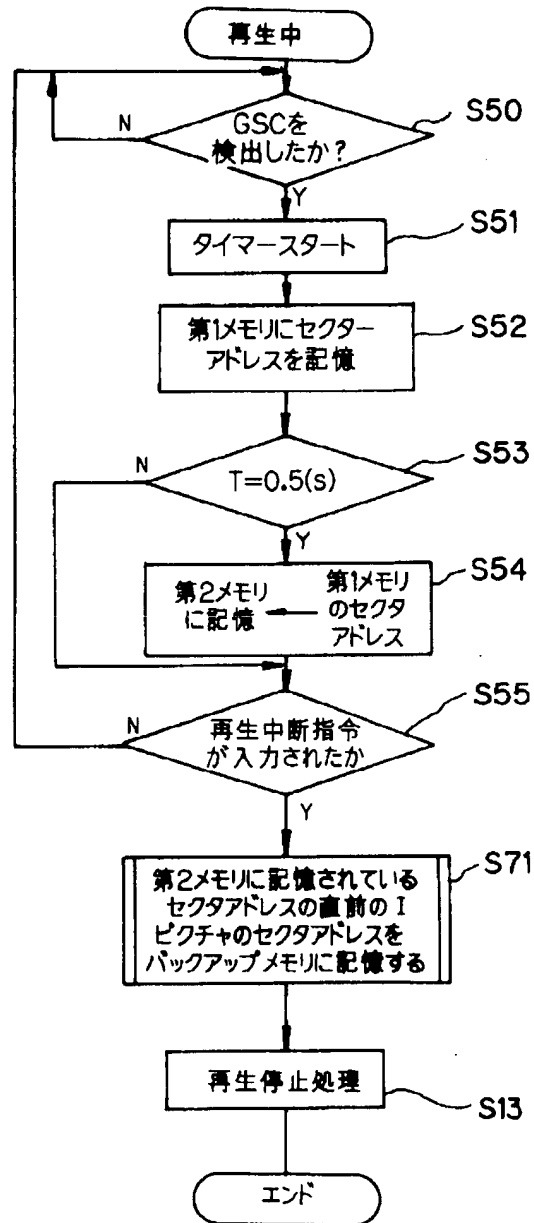 再生中
N
GSCを
検出したか?
S50
Y
タイマースタート
S51
第1メモリにセクター
アドレスを記憶
S52
N
T=0.5(s)
S53
Y
第2メモリ
に記憶
第1メモリ
のセクタ
アドレス
S54
N
再生中断指令
が入力されたか
S55
Y
第2メモリに記憶されている
セクタアドレスの直前のI
ピクチャのセクタアドレスを
バックアップメモリに記憶する
S71
再生停止処理
S13
エンド